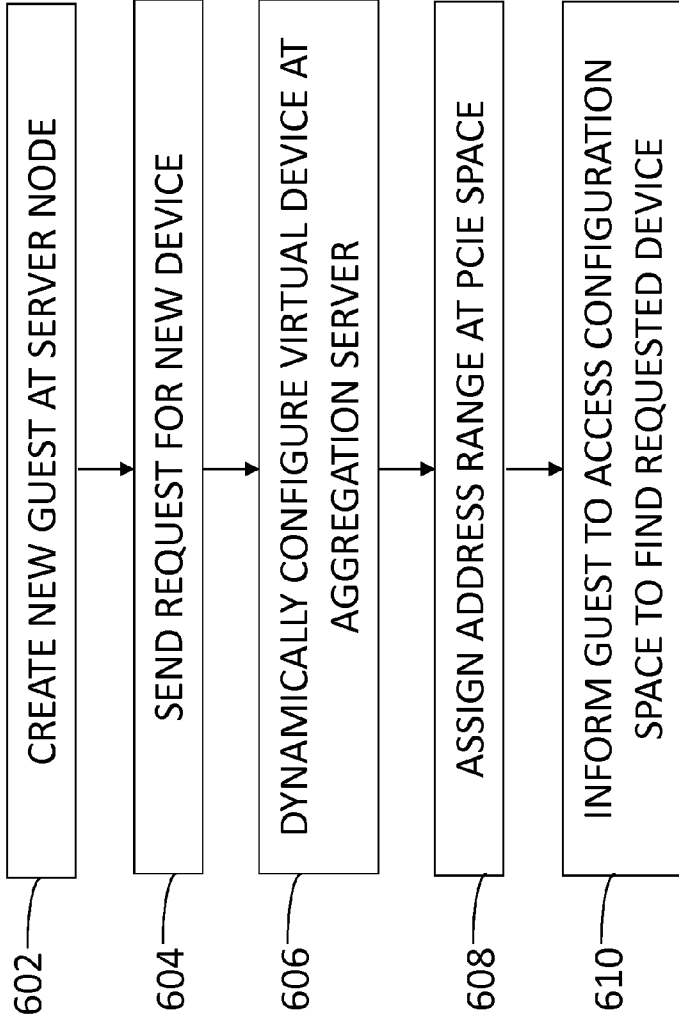 602
CREATE NEW GUEST AT SERVER NODE
604
SEND REQUEST FOR NEW DEVICE
606
DYNAMICALLY CONFIGURE VIRTUAL DEVICE AT
AGGREGATION SERVER
608
ASSIGN ADDRESS RANGE AT PCIE SPACE
610
INFORM GUEST TO ACCESS CONFIGURATION
SPACE TO FIND REQUESTED DEVICE